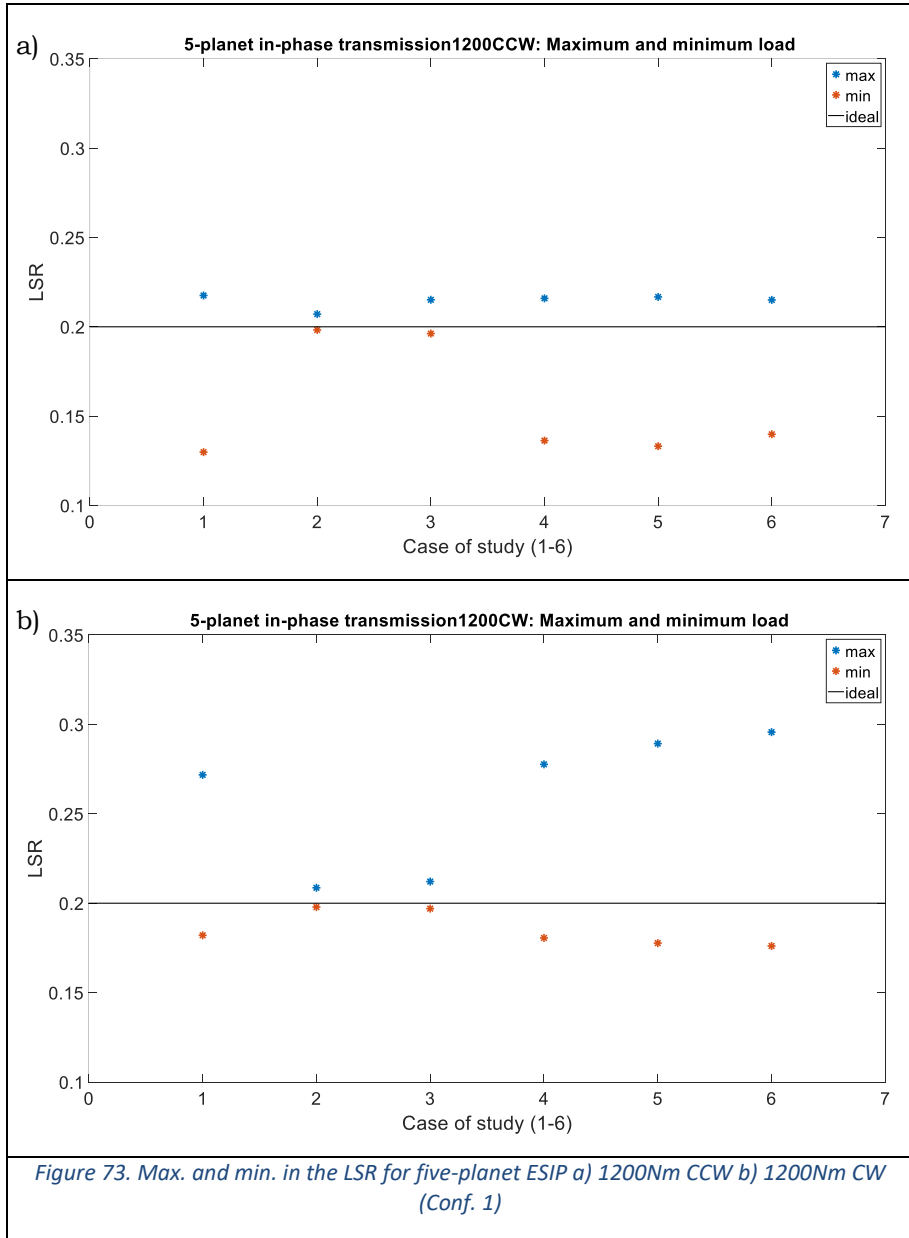 a)
5-planet in-phase transmission1200CCW: Maximum and minimum load
0.35
0.3
0.25
0.2
0.15
0.1
LSR
max
min
ideal
0 1 2 3 4 5 6 7
Case of study (1-6)
b)
5-planet in-phase transmission1200CW: Maximum and minimum load
0.35
0.3
0.25
0.2
0.15
0.1
LSR
max
min
ideal
0 1 2 3 4 5 6 7
Case of study (1-6)
Figure 73. Max. and min. in the LSR for five-planet ESIP a) 1200Nm CCW b) 1200Nm CW
(Conf. 1)